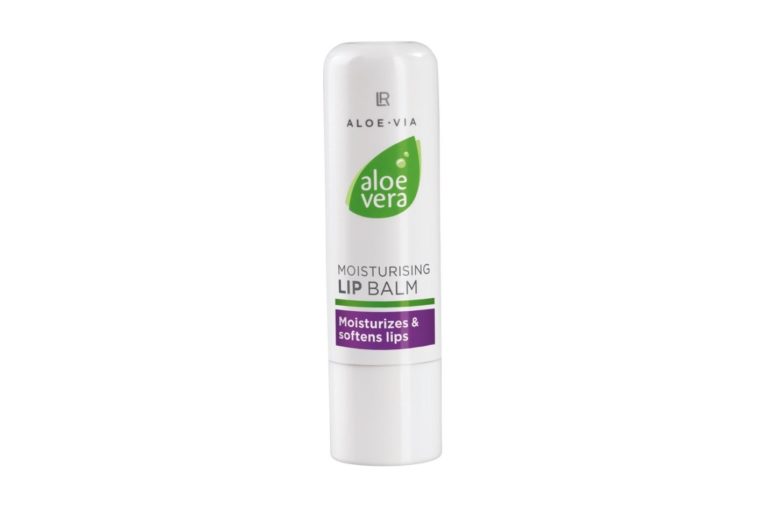 LR
ALOE·VIA
aloe
vera
MOISTURISING
LIP BALM
Moisturizes &
softens lips